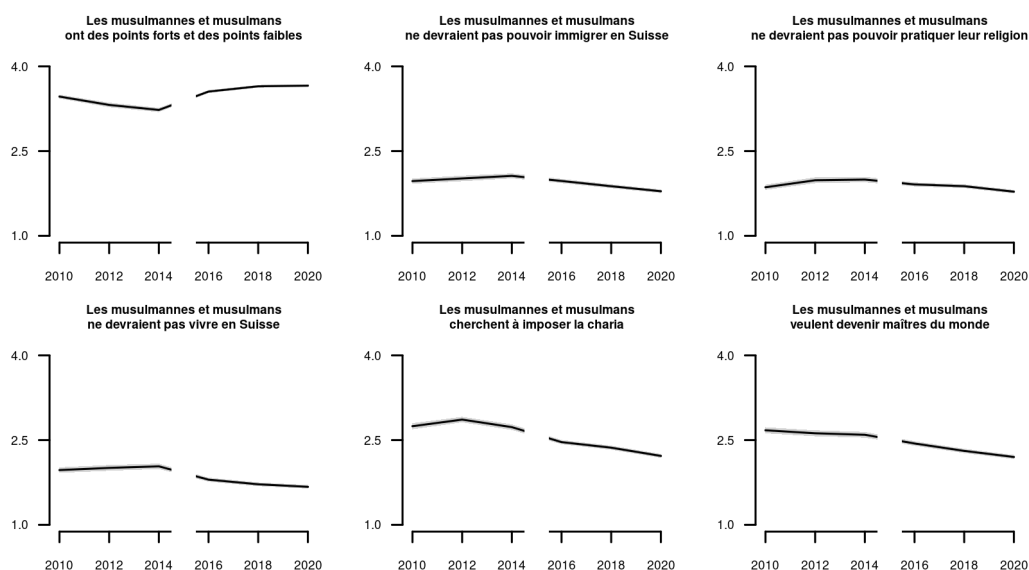 Les musulmannes et musulmans
ont des points forts et des points faibles
4.0
2.5
1.0
2010 2012 2014 2016 2018 2020
Les musulmannes et musulmans
ne devraient pas pouvoir immigrer en Suisse
4.0
2.5
1.0
2010 2012 2014 2016 2018 2020
Les musulmannes et musulmans
ne devraient pas pouvoir pratiquer leur religion
4.0
2.5
1.0
2010 2012 2014 2016 2018 2020
Les musulmannes et musulmans
ne devraient pas vivre en Suisse
4.0
2.5
1.0
2010 2012 2014 2016 2018 2020
Les musulmannes et musulmans
cherchent à imposer la charia
4.0
2.5
1.0
2010 2012 2014 2016 2018 2020
Les musulmannes et musulmans
veulent devenir maîtres du monde
4.0
2.5
1.0
2010 2012 2014 2016 2018 2020